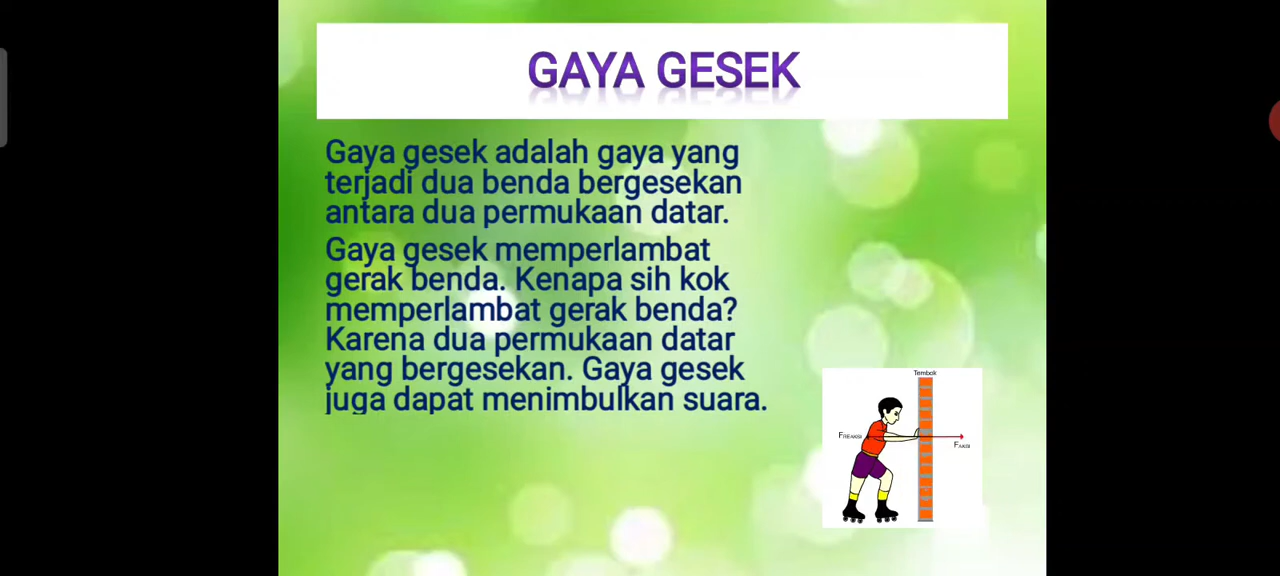 GAYA GESEK
Gaya gesek adalah gaya yang
terjadi dua benda bergesekan
antara dua permukaan datar.
Gaya gesek memperlambat
gerak benda. Kenapa sih kok
memperlambat gerak benda?
Karena dua permukaan datar
yang bergesekan. Gaya gesek
juga dapat menimbulkan suara.
Tembok
FREAKSI
FAKSI